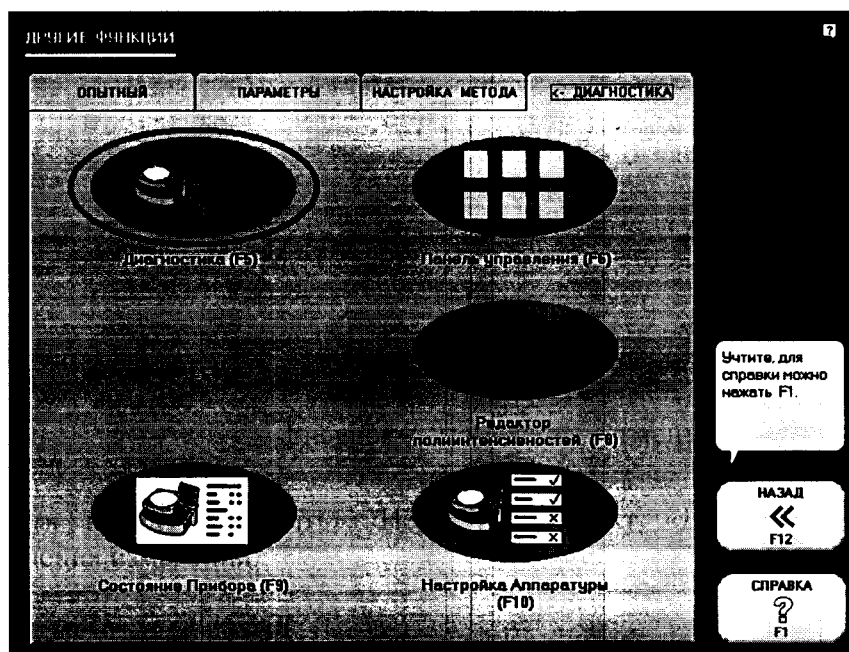 ДРУГИЕ ФУНКЦИИ
?
ОПЫТНЫЙ
ПАРАМЕТРЫ
НАСТРОЙКА МЕТОДА
<- ДИАГНОСТИКА
Диагностика (F5)
Панель управления (F6)
Редактор
полиинтенсивностей. (F8)
Учтите, для
справки можно
нажать F1.
Состояние Прибора (F9)
Настройка Аппаратуры
(F10)
НАЗАД
F12
СПРАВКА
?
F1